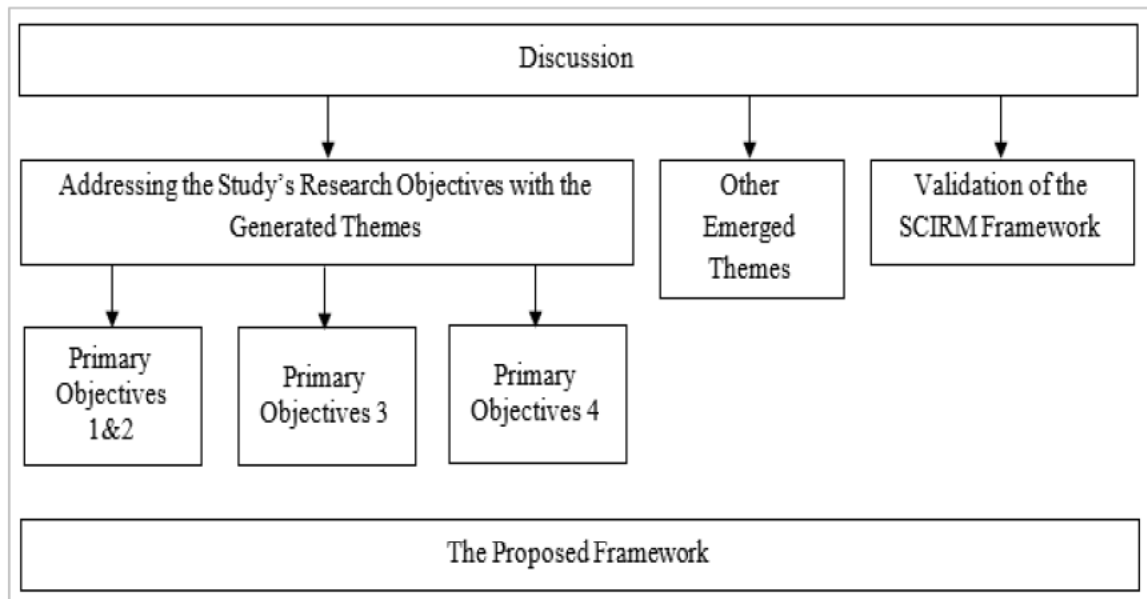 Discussion
Addressing the Study's Research Objectives with the
Generated Themes
Other
Emerged
Themes
Validation of the
SCIRM Framework
Primary
Objectives
1&2
Primary
Objectives 3
Primary
Objectives 4
The Proposed Framework